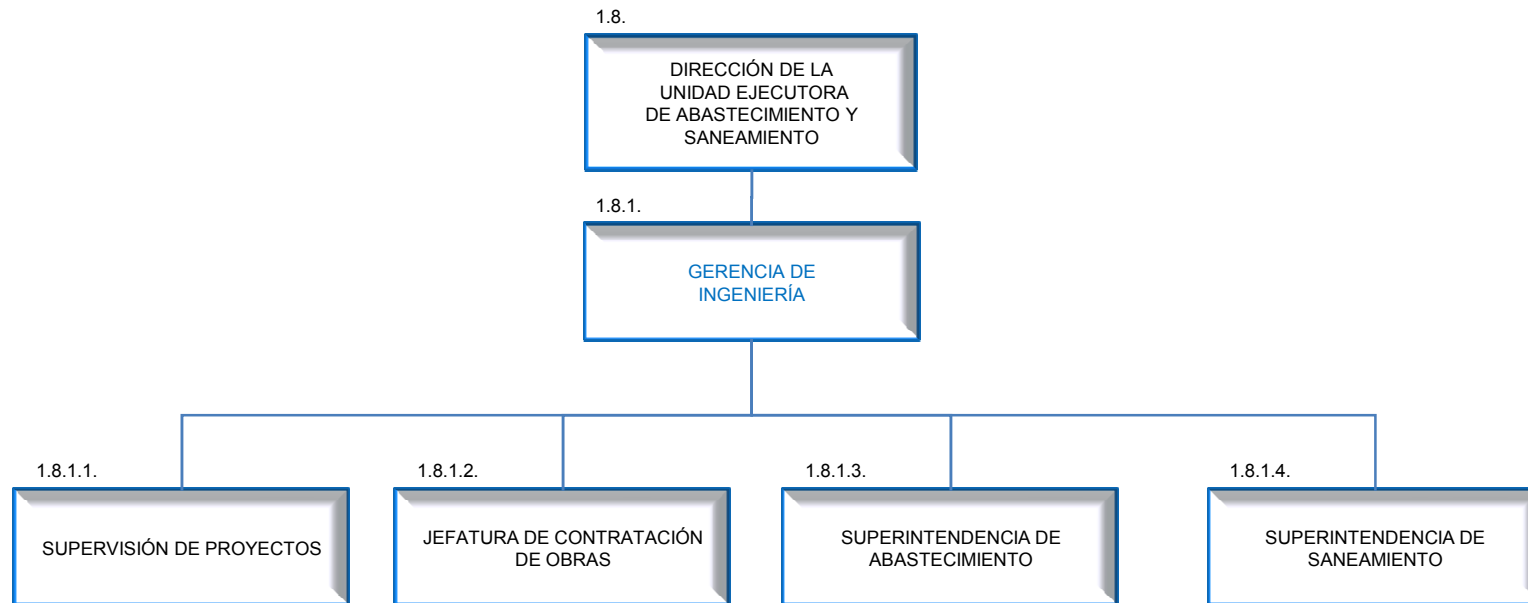 1.8.
DIRECCIÓN DE LA
UNIDAD EJECUTORA
DE ABASTECIMIENTO Y
SANEAMIENTO
1.8.1.
GERENCIA DE
INGENIERÍA
1.8.1.1.
SUPERVISIÓN DE PROYECTOS
1.8.1.2.
JEFATURA DE CONTRATACIÓN
DE OBRAS
1.8.1.3.
SUPERINTENDENCIA DE
ABASTECIMIENTO
1.8.1.4.
SUPERINTENDENCIA DE
SANEAMIENTO